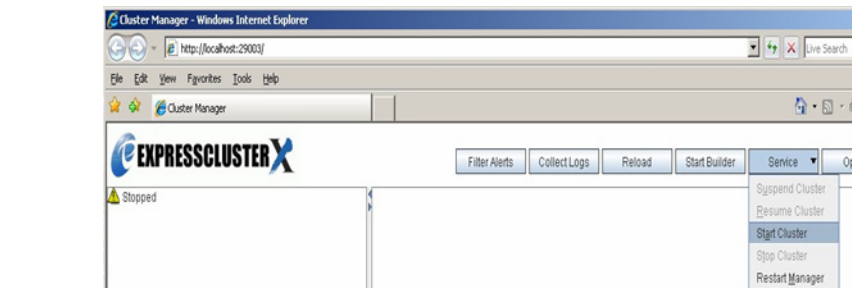 Cluster Manager - Windows Internet Explorer
http://localhost:29003/
Live Search
File Edit View Favorites Tools Help
Cluster Manager
EXPRESSCLUSTER X
Filter Alerts Collect Logs Reload Start Builder Service Op
Stopped
Suspend Cluster
Resume Cluster
Start Cluster
Stop Cluster
Restart Manager